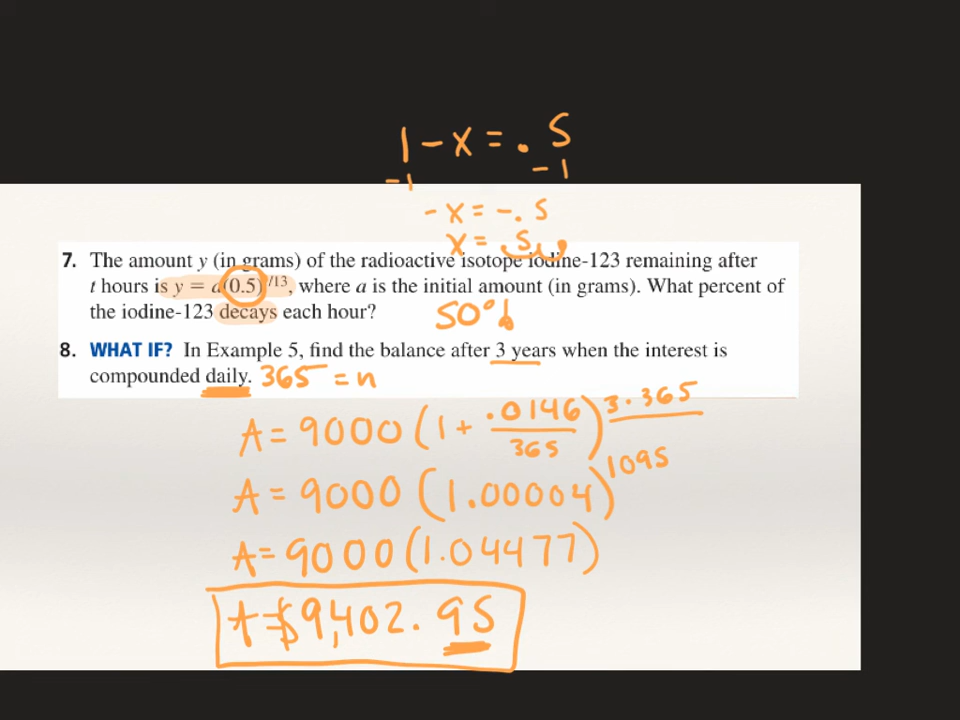 1 - x = .5
-1 -1
-x = -.5
x = .5
7. The amount y (in grams) of the radioactive isotope iodine-123 remaining after
t hours is y = a(0.5)^t/13, where a is the initial amount (in grams). What percent of
the iodine-123 decays each hour? 50%
8. WHAT IF? In Example 5, find the balance after 3 years when the interest is
compounded daily. 365 = n
A = 9000 (1 + .0146/365)^3·365
A = 9000 (1.00004)^1095
A = 9000 (1.04477)
A = $9,402.95